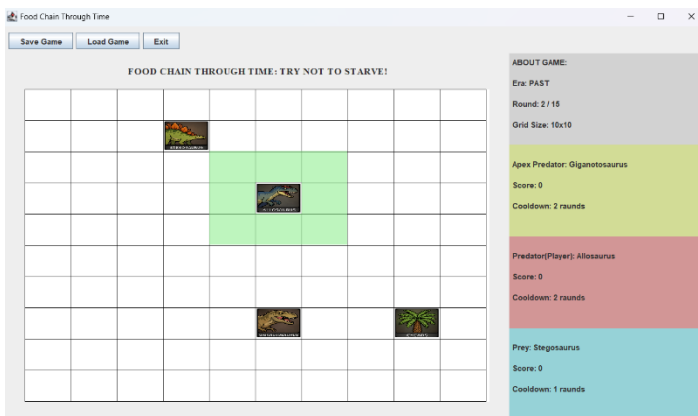 Food Chain Through Time
Save Game
Load Game
Exit
FOOD CHAIN THROUGH TIME: TRY NOT TO STARVE!
STEGOSAURUS
ALLOSAURUS
ABOUT GAME:
Era: PAST
Round: 2 / 15
Grid Size: 10x10
Apex Predator: Giganotosaurus
Score: 0
Cooldown: 2 raunds
Predator(Player): Allosaurus
Score: 0
Cooldown: 2 raunds
Prey: Stegosaurus
Score: 0
Cooldown: 1 raunds